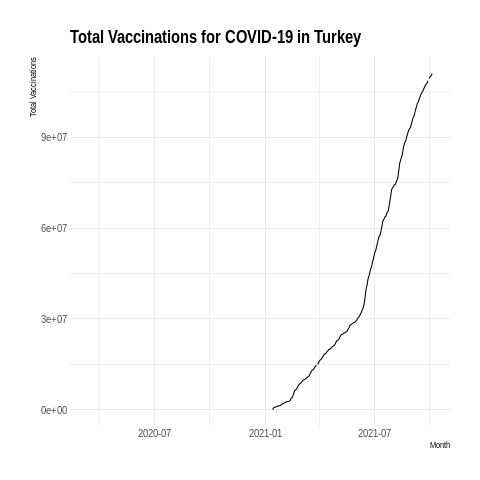 Total Vaccinations for COVID-19 in Turkey
Total Vaccinations
9e+07
6e+07
3e+07
0e+00
2020-07
2021-01
2021-07
Month